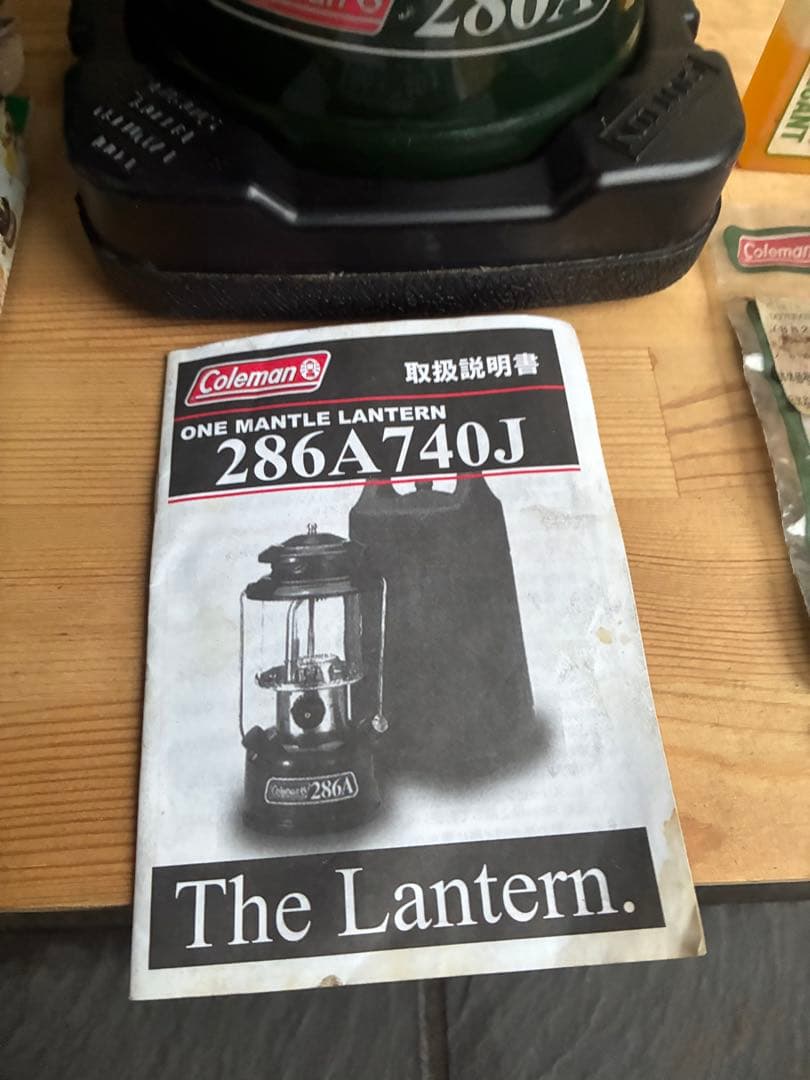 286A
Coleman
取扱説明書
ONE MANTLE LANTERN
286A740J
Coleman 286A
The Lantern.
Coleman